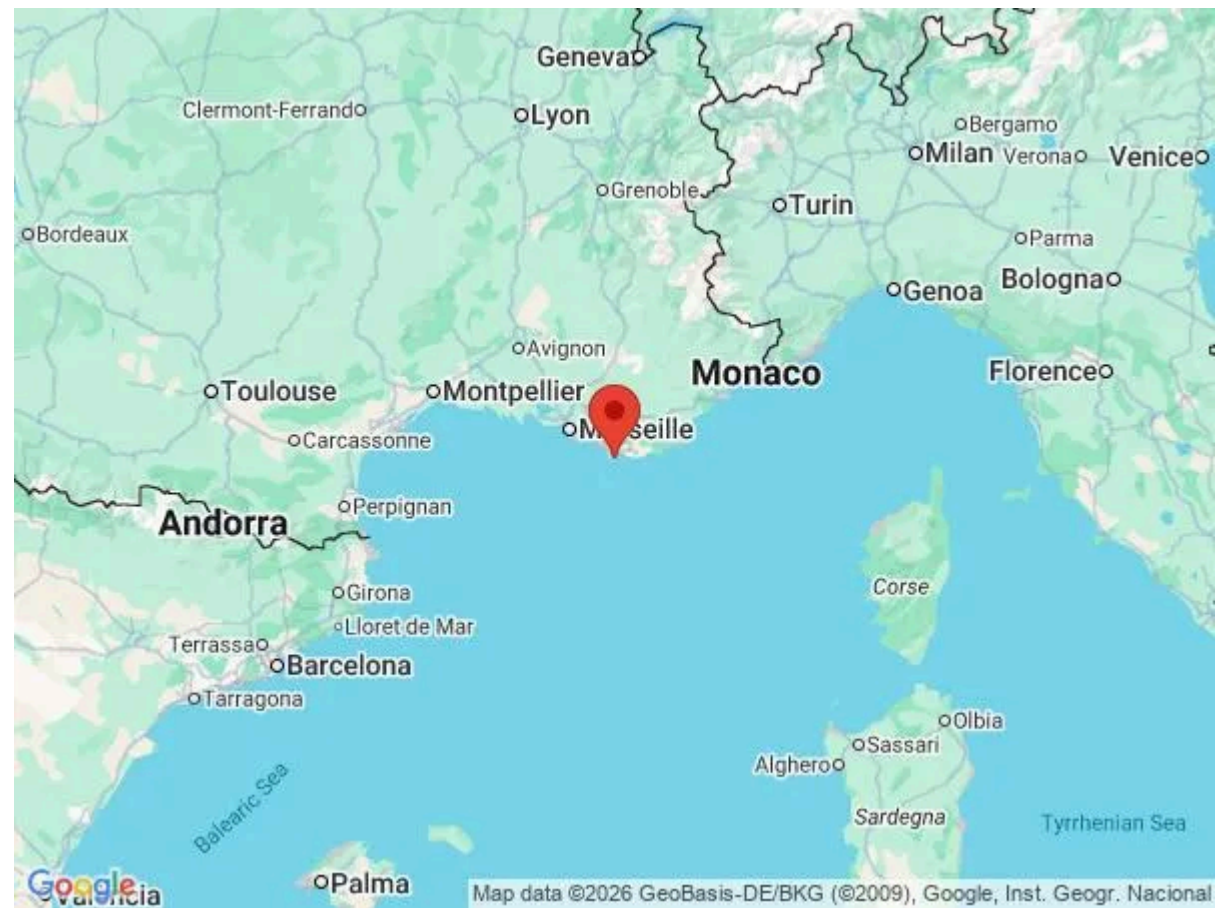 Geneva
Clermont-Ferrand
Lyon
Bergamo
Milan
Verona
Venice
Grenoble
Turin
Bordeaux
Parma
Bologna
Genoa
Avignon
Monaco
Florence
Toulouse
Montpellier
Marseille
Carcassonne
Perpignan
Andorra
Corse
Girona
Lloret de Mar
Terrassa
Barcelona
Tarragona
Olbia
Sassari
Alghero
Balearic Sea
Sardegna
Tyrrhenian Sea
Palma
Google
Valencia
Map data ©2026 GeoBasis-DE/BKG (©2009), Google, Inst. Geogr. Nacional